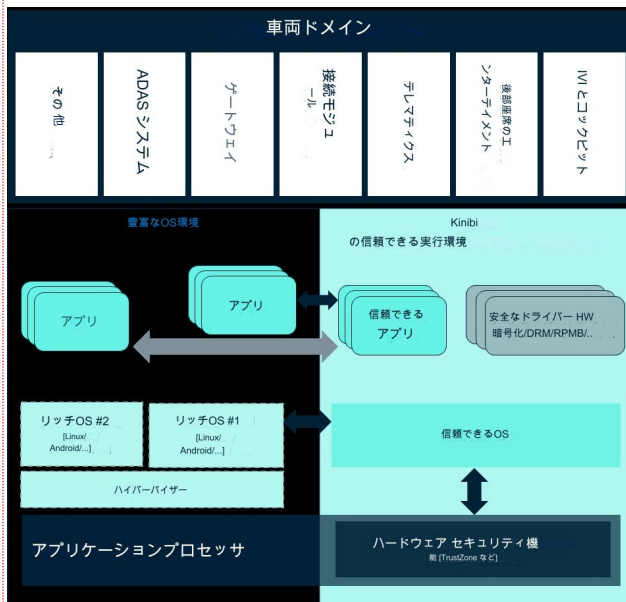 車両ドメイン
その他
ADAS システム
ゲートウェイ
接続モジュ
ール
テレマティクス
後部座席のエ
ンターテイメント
IVI とコックピット
豊富なOS環境
Kinibi
の信頼できる実行環境
アプリ
アプリ
信頼できる
アプリ
安全なドライバー HW
暗号化/DRM/RPMB/..
リッチOS #2
[Linux/
Android/...]
リッチOS #1
[Linux/
Android/...]
信頼できるOS
ハイパーバイザー
アプリケーションプロセッサ
ハードウェア セキュリティ機
能 [TrustZone など]